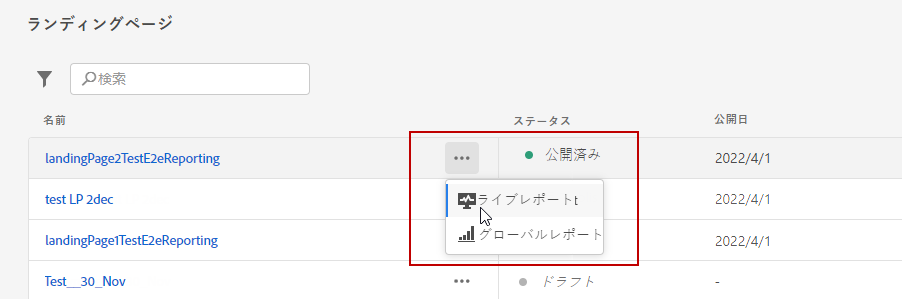 ランディングページ
検索
名前 ステータス 公開日
landingPage2TestE2eReporting ••• 公開済み 2022/4/1
test LP 2dec ライブレポートt 2022/4/1
landingPage1TestE2eReporting グローバルレポート 2022/4/1
Test__30_Nov ••• ドラフト -